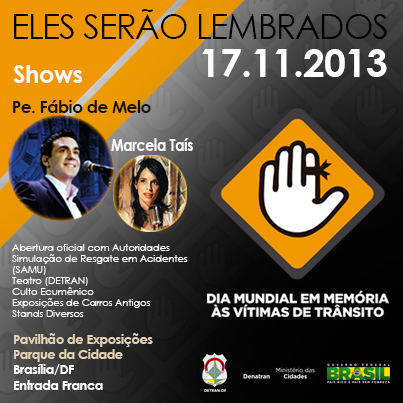 ELES SERÃO LEMBRADOS
17.11.2013
Shows
Pe. Fábio de Melo
Marcela Taís
Abertura oficial com Autoridades
Simulação de Resgate em Acidentes
(SAMU)
Teatro (DETRAN)
Culto Ecumênico
Exposições de Carros Antigos
Stands Diversos
DIA MUNDIAL EM MEMÓRIA
ÀS VÍTIMAS DE TRÂNSITO
Pavilhão de Exposições
Parque da Cidade
Brasília/DF
Entrada Franca
DETRAN-DF
Denatran
Ministério das
Cidades
GOVERNO FEDERAL
BRASIL
PAÍS RICO É PAÍS SEM POBREZA